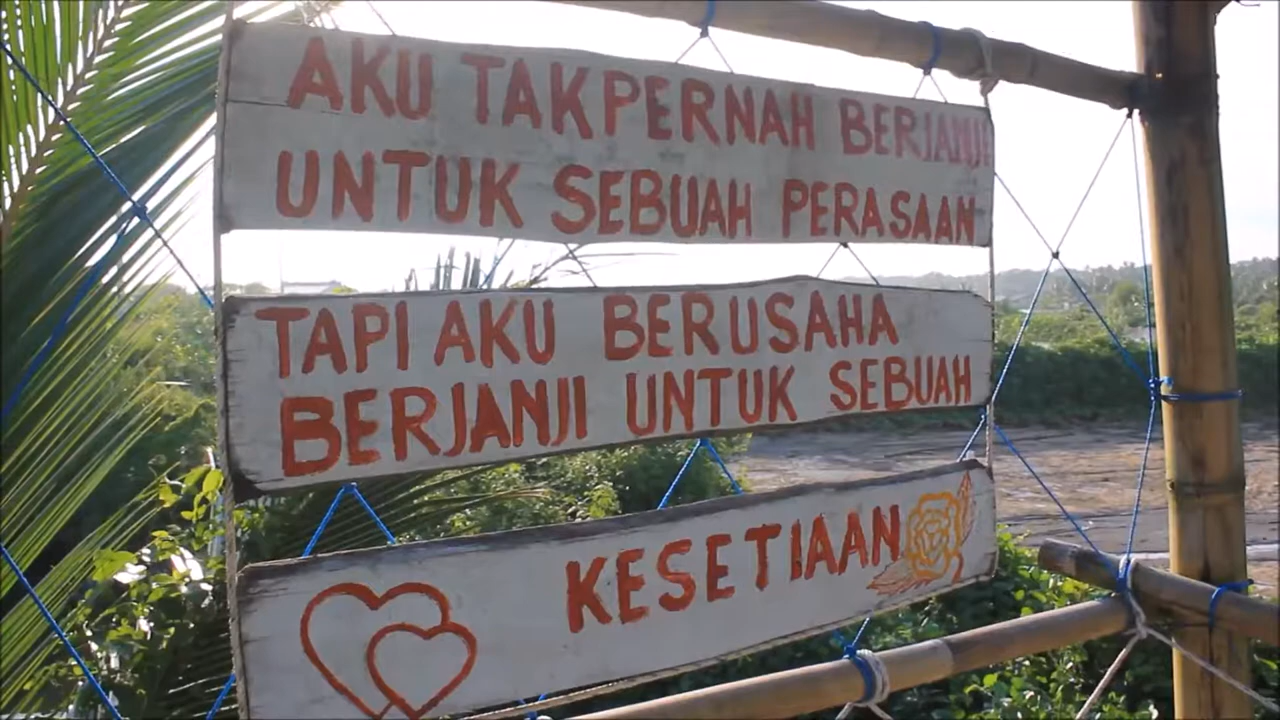 AKU TAKPERNAH BERJANJI
UNTUK SEBUAH PERASAAN
TAPI AKU BERUSAHA
BERJANJI UNTUK SEBUAH
KESETIAAN